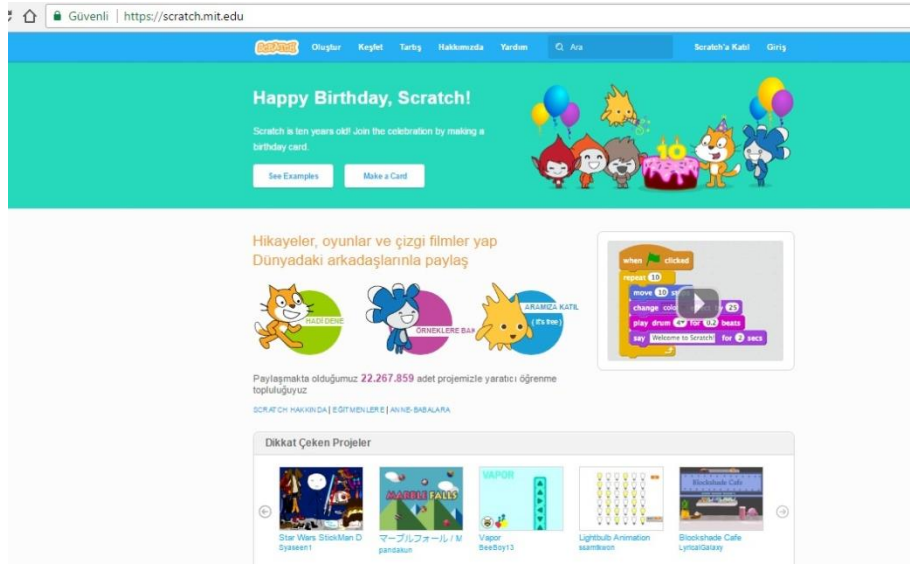 Güvenli | https://scratch.mit.edu
SCRATCH Oluştur Keşfet Tartış Hakkımızda Yardım Ara Scratch'a Katıl Giriş
Happy Birthday, Scratch!
Scratch is ten years old! Join the celebration by making a
birthday card.
See Examples Make a Card
10
Hikayeler, oyunlar ve çizgi filmler yap
Dünyadaki arkadaşlarınla paylaş
HADİ DENE
ÖRNEKLERE BAK
ARAMIZA KATIL
( it's free )
when clicked
repeat 10
move 10
change by 25
play drum 4 for 0.2 beats
say Welcome to Scratch! for 2 secs
Paylaşmakta olduğumuz 22.267.859 adet projemizle yaratıcı öğrenme
topluluğuyuz
SCRATCH HAKKINDA | EĞİTMENLERE | ANNE-BABALARA
Dikkat Çeken Projeler
MARBLE FALLS
VAPOR
Blockshade Cafe
Star Wars StickMan D
マーブルフォール / M
Vapor
Lightbulb Animation
Blockshade Cafe
Syaseen1
pandakun
BeeBoy13
ssamkwon
LyricalGalaxy